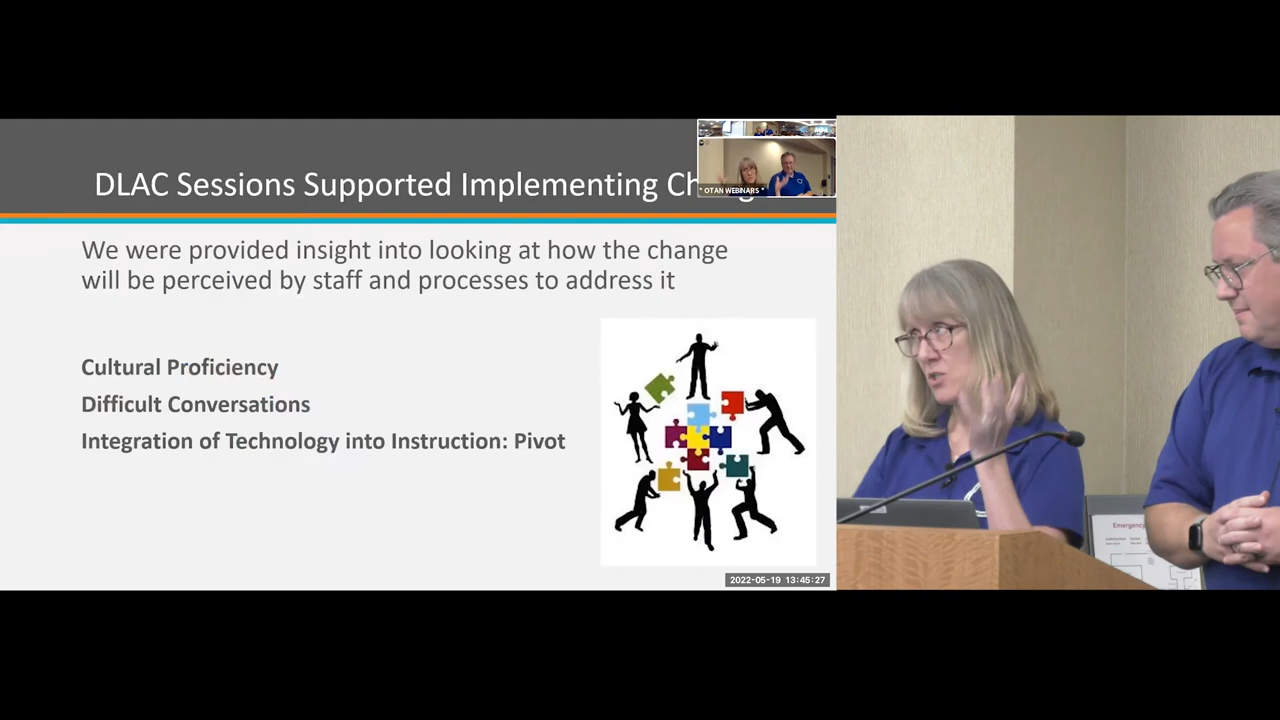 DLAC Sessions Supported Implementing
* OTAN WEBINARS *
We were provided insight into looking at how the change
will be perceived by staff and processes to address it
Cultural Proficiency
Difficult Conversations
Integration of Technology into Instruction: Pivot
2022-05-19 13:45:27
Emergency